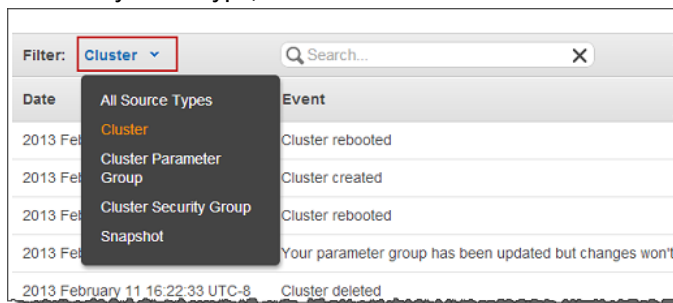 Filter: Cluster Search...
Date Event
All Source Types
Cluster
Cluster Parameter
Group
Cluster Security Group
Snapshot
2013 Feb Cluster rebooted
2013 Feb Cluster created
2013 Feb Cluster rebooted
2013 Feb Your parameter group has been updated but changes won't
2013 February 11 16:22:33 UTC-8 Cluster deleted